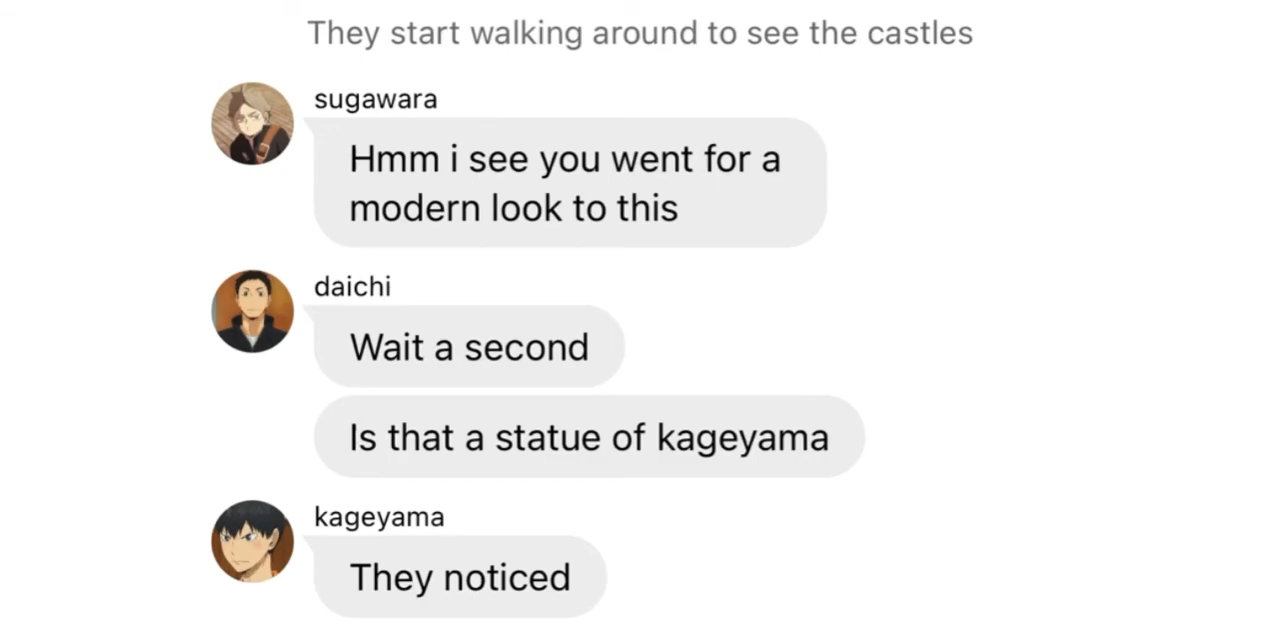 They start walking around to see the castles
sugawara
Hmm i see you went for a
modern look to this
daichi
Wait a second
Is that a statue of kageyama
kageyama
They noticed